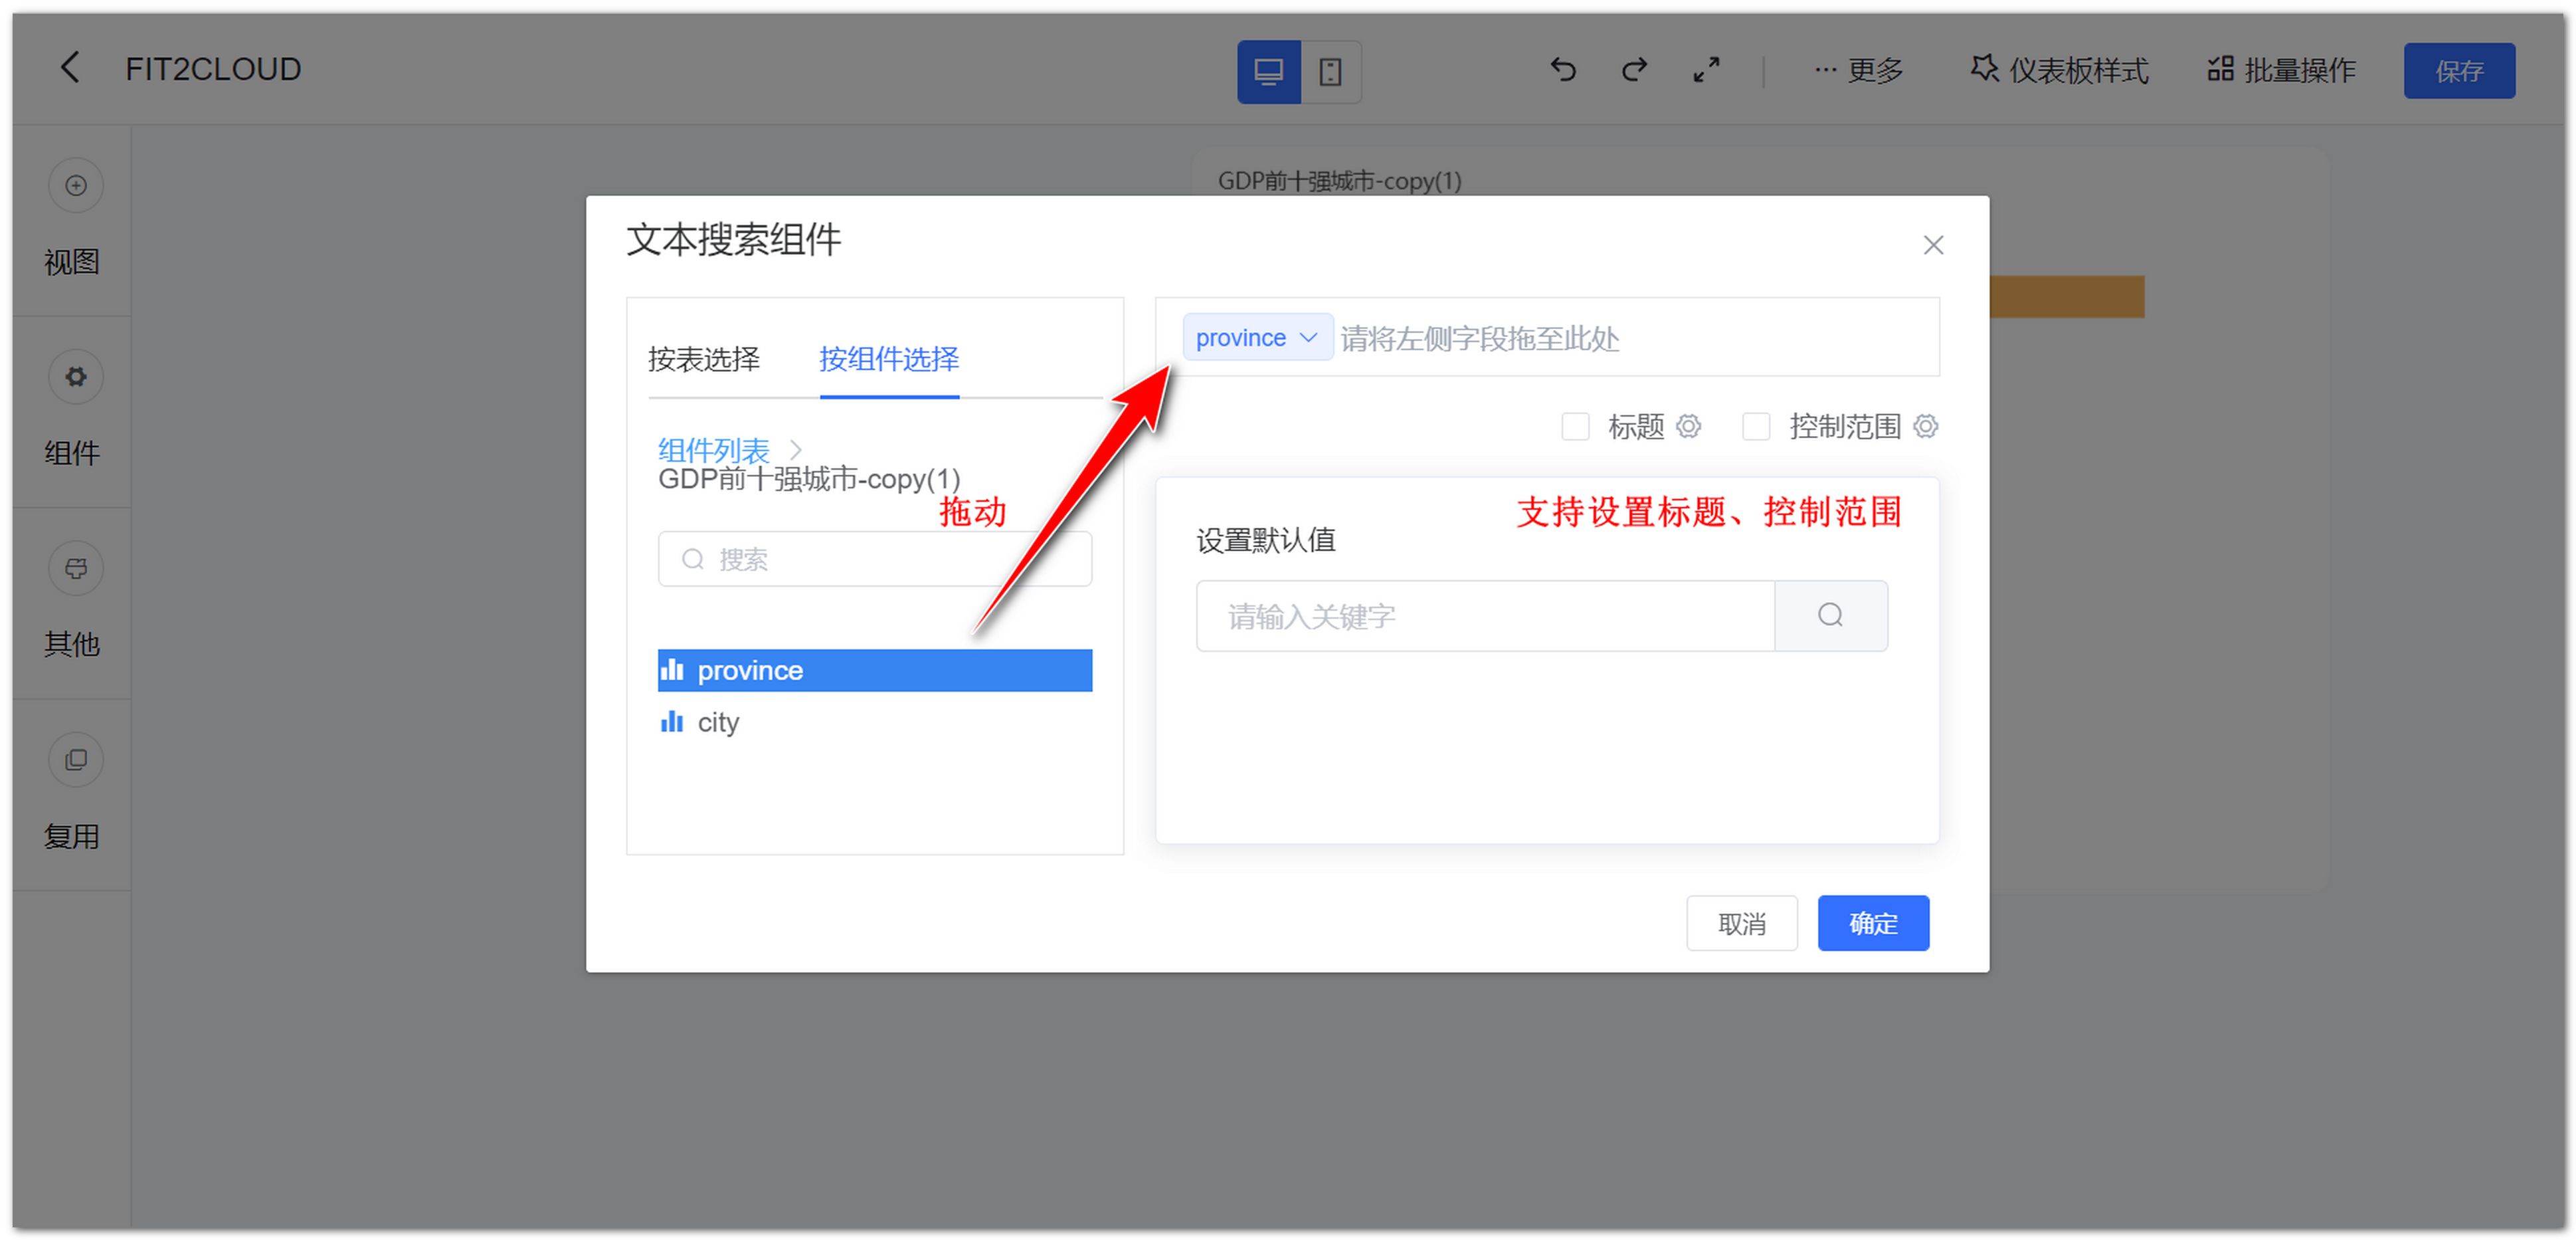 FIT2CLOUD
更多
仪表板样式
批量操作
保存
视图
组件
其他
复用
GDP前十强城市-copy(1)
文本搜索组件
按表选择
按组件选择
组件列表
GDP前十强城市-copy(1)
拖动
搜索
province
city
province 请将左侧字段拖至此处
标题
控制范围
支持设置标题、控制范围
设置默认值
请输入关键字
取消
确定